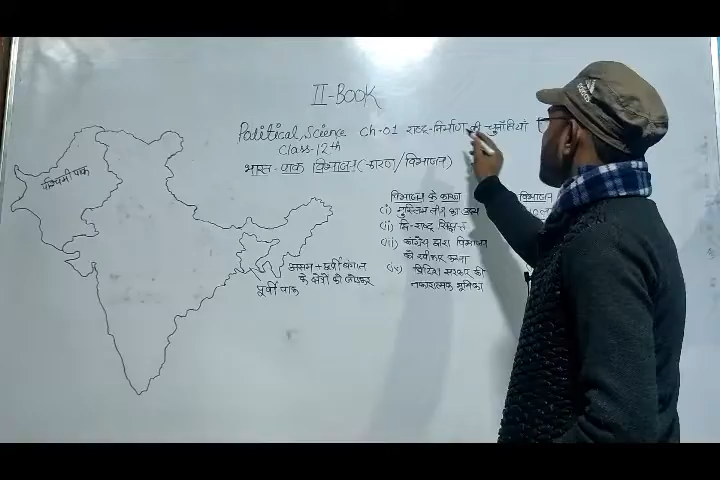 II-BOOK
Political Science Ch-01 राष्ट्र-निर्माण की चुनौतियां
Class-12th
भारत-पाक विभाजन (कारण/विभाजन)
पश्चिमी पाक
विभाजन के कारण
(i) मुस्लिम लीग का उदय
(ii) द्वि-राष्ट्र सिद्धांत
(iii) कांग्रेस द्वारा विभाजन
को स्वीकार करना
(iv) ब्रिटिश सरकार की
नकारात्मक भूमिका
विभाजन
असम + पूर्वी बंगाल
के क्षेत्रों को जोड़कर
पूर्वी पाक
adidas